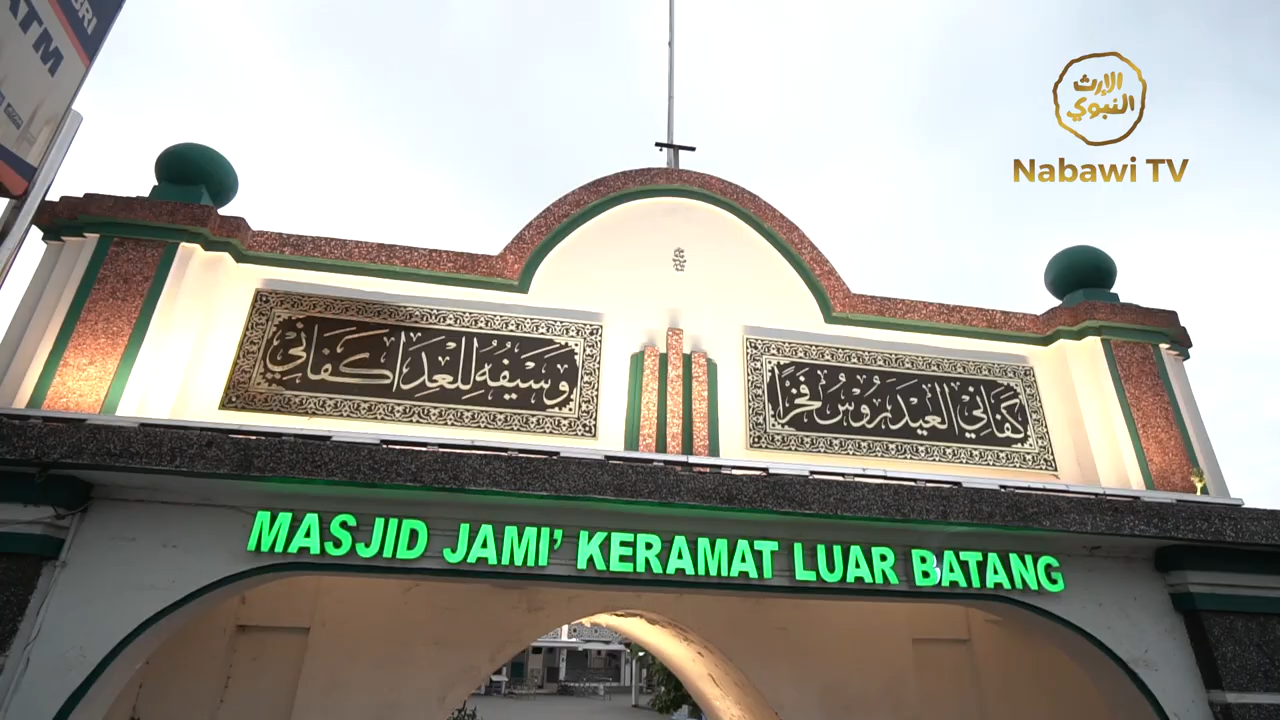 BRI
ATM
الإرث
النبوي
Nabawi TV
كفاني العيدروس فخرا
وسيفه للعدا كفاني
MASJID JAMI’ KERAMAT LUAR BATANG